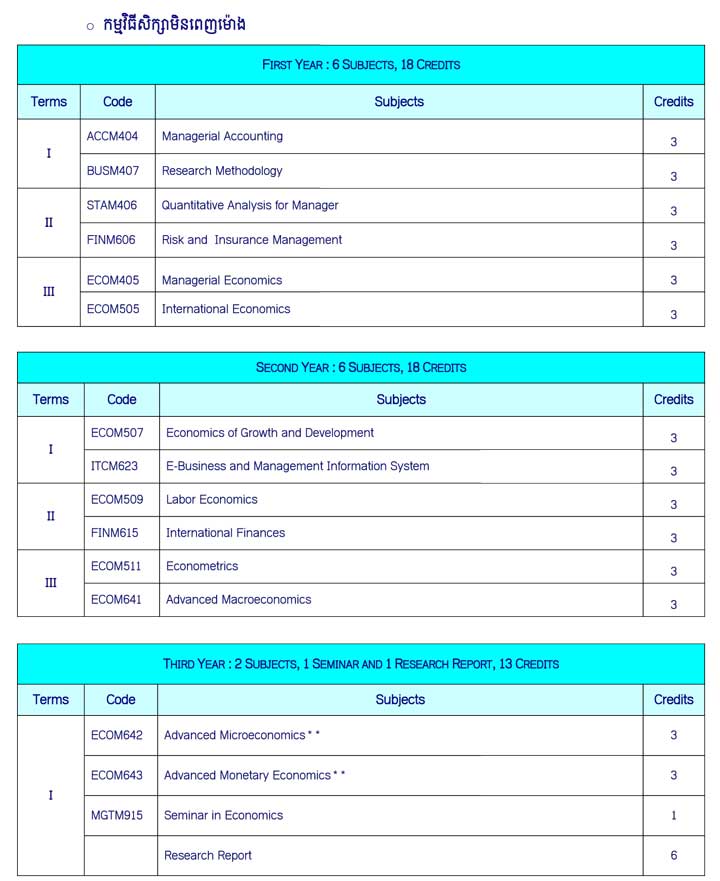 ○ កម្មវិធីសិក្សាមិនពេញម៉ោង
FIRST YEAR : 6 SUBJECTS, 18 CREDITS
Terms Code Subjects Credits
I ACCM404 Managerial Accounting 3
BUSM407 Research Methodology 3
II STAM406 Quantitative Analysis for Manager 3
FINM606 Risk and Insurance Management 3
III ECOM405 Managerial Economics 3
ECOM505 International Economics 3
SECOND YEAR : 6 SUBJECTS, 18 CREDITS
Terms Code Subjects Credits
I ECOM507 Economics of Growth and Development 3
ITCM623 E-Business and Management Information System 3
II ECOM509 Labor Economics 3
FINM615 International Finances 3
III ECOM511 Econometrics 3
ECOM641 Advanced Macroeconomics 3
THIRD YEAR : 2 SUBJECTS, 1 SEMINAR AND 1 RESEARCH REPORT, 13 CREDITS
Terms Code Subjects Credits
I ECOM642 Advanced Microeconomics** 3
ECOM643 Advanced Monetary Economics** 3
MGTM915 Seminar in Economics 1
Research Report 6